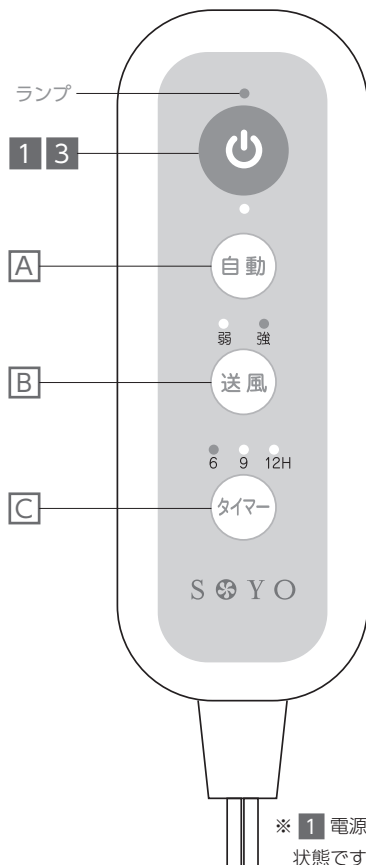 ランプ
1 3
A
自動
弱 強
B
送風
6 9 12H
C
タイマー
SOYO
※ 1 電源
状態です